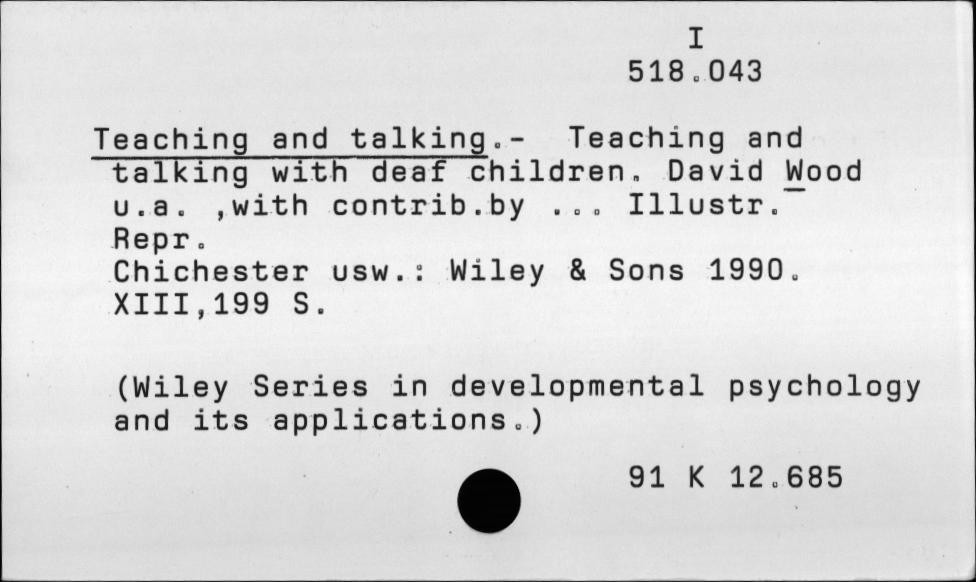 I
518.043
Teaching and talking.- Teaching and
talking with deaf children. David Wood
u.a. ,with contrib.by ... Illustr.
Repr.
Chichester usw.: Wiley & Sons 1990.
XIII,199 S.
(Wiley Series in developmental psychology
and its applications.)
91 K 12.685